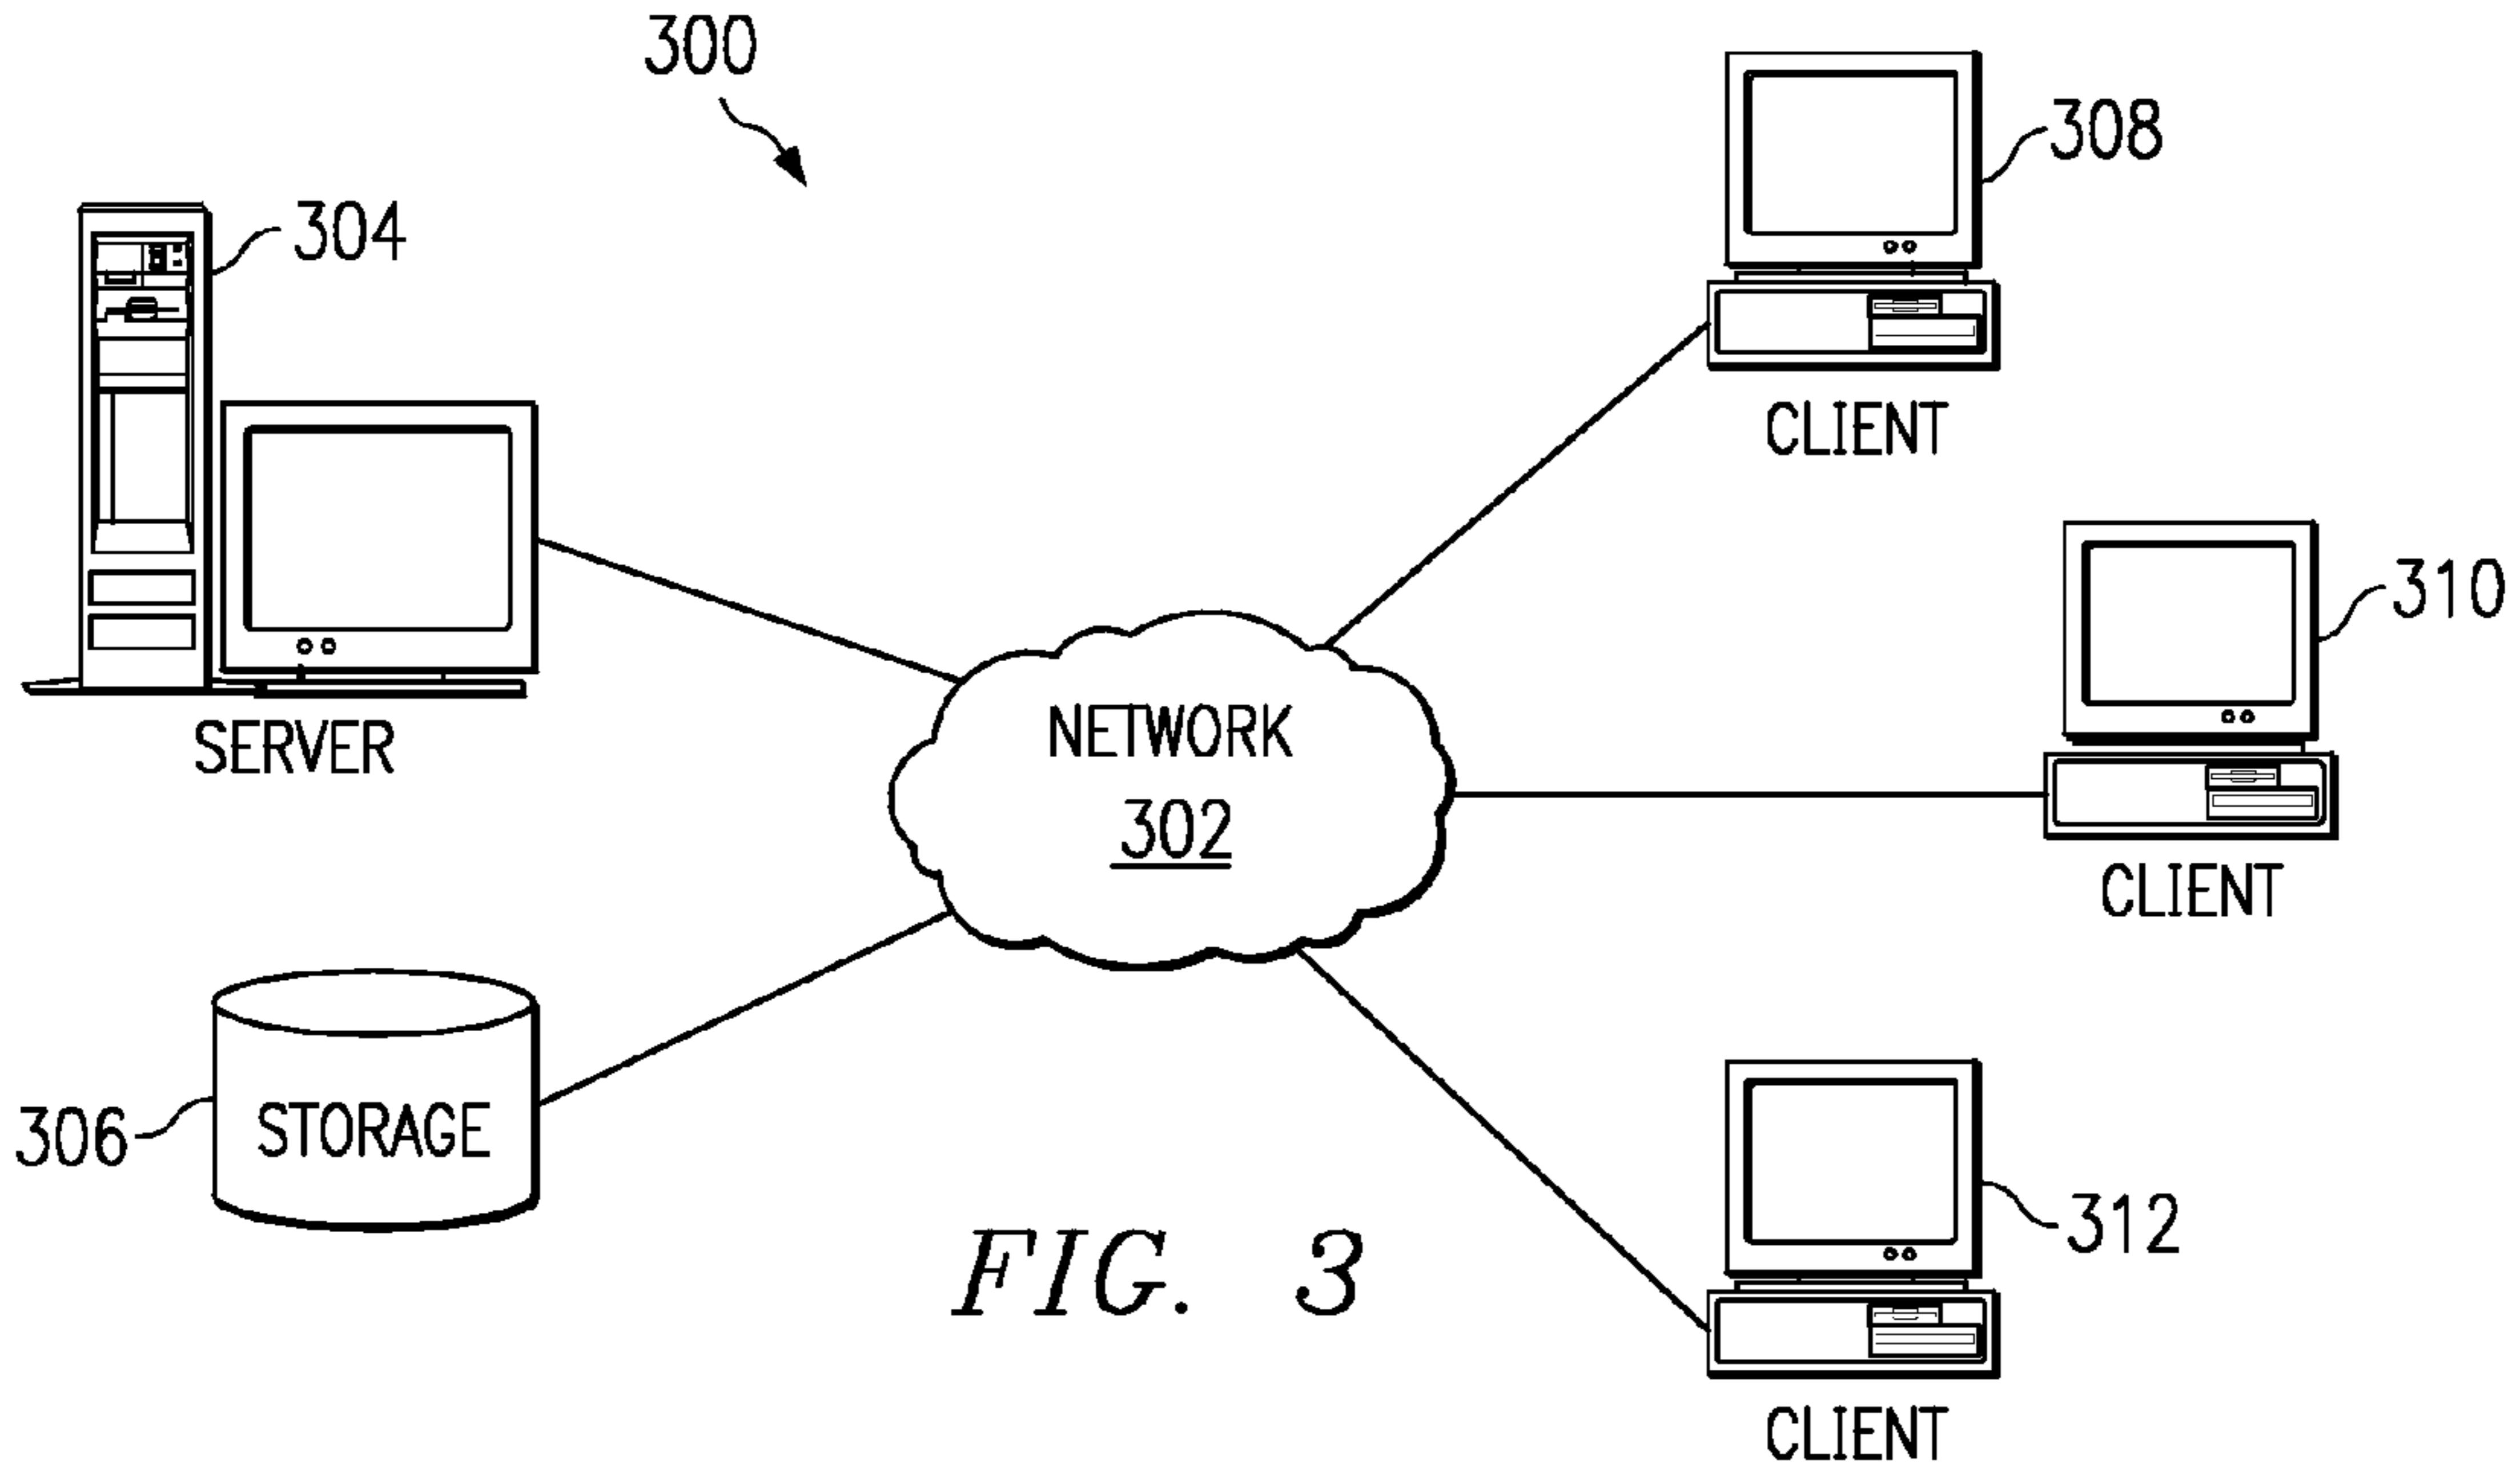 300
308
304
CLIENT
310
SERVER
NETWORK
302
CLIENT
306
STORAGE
312
FIG. 3
CLIENT